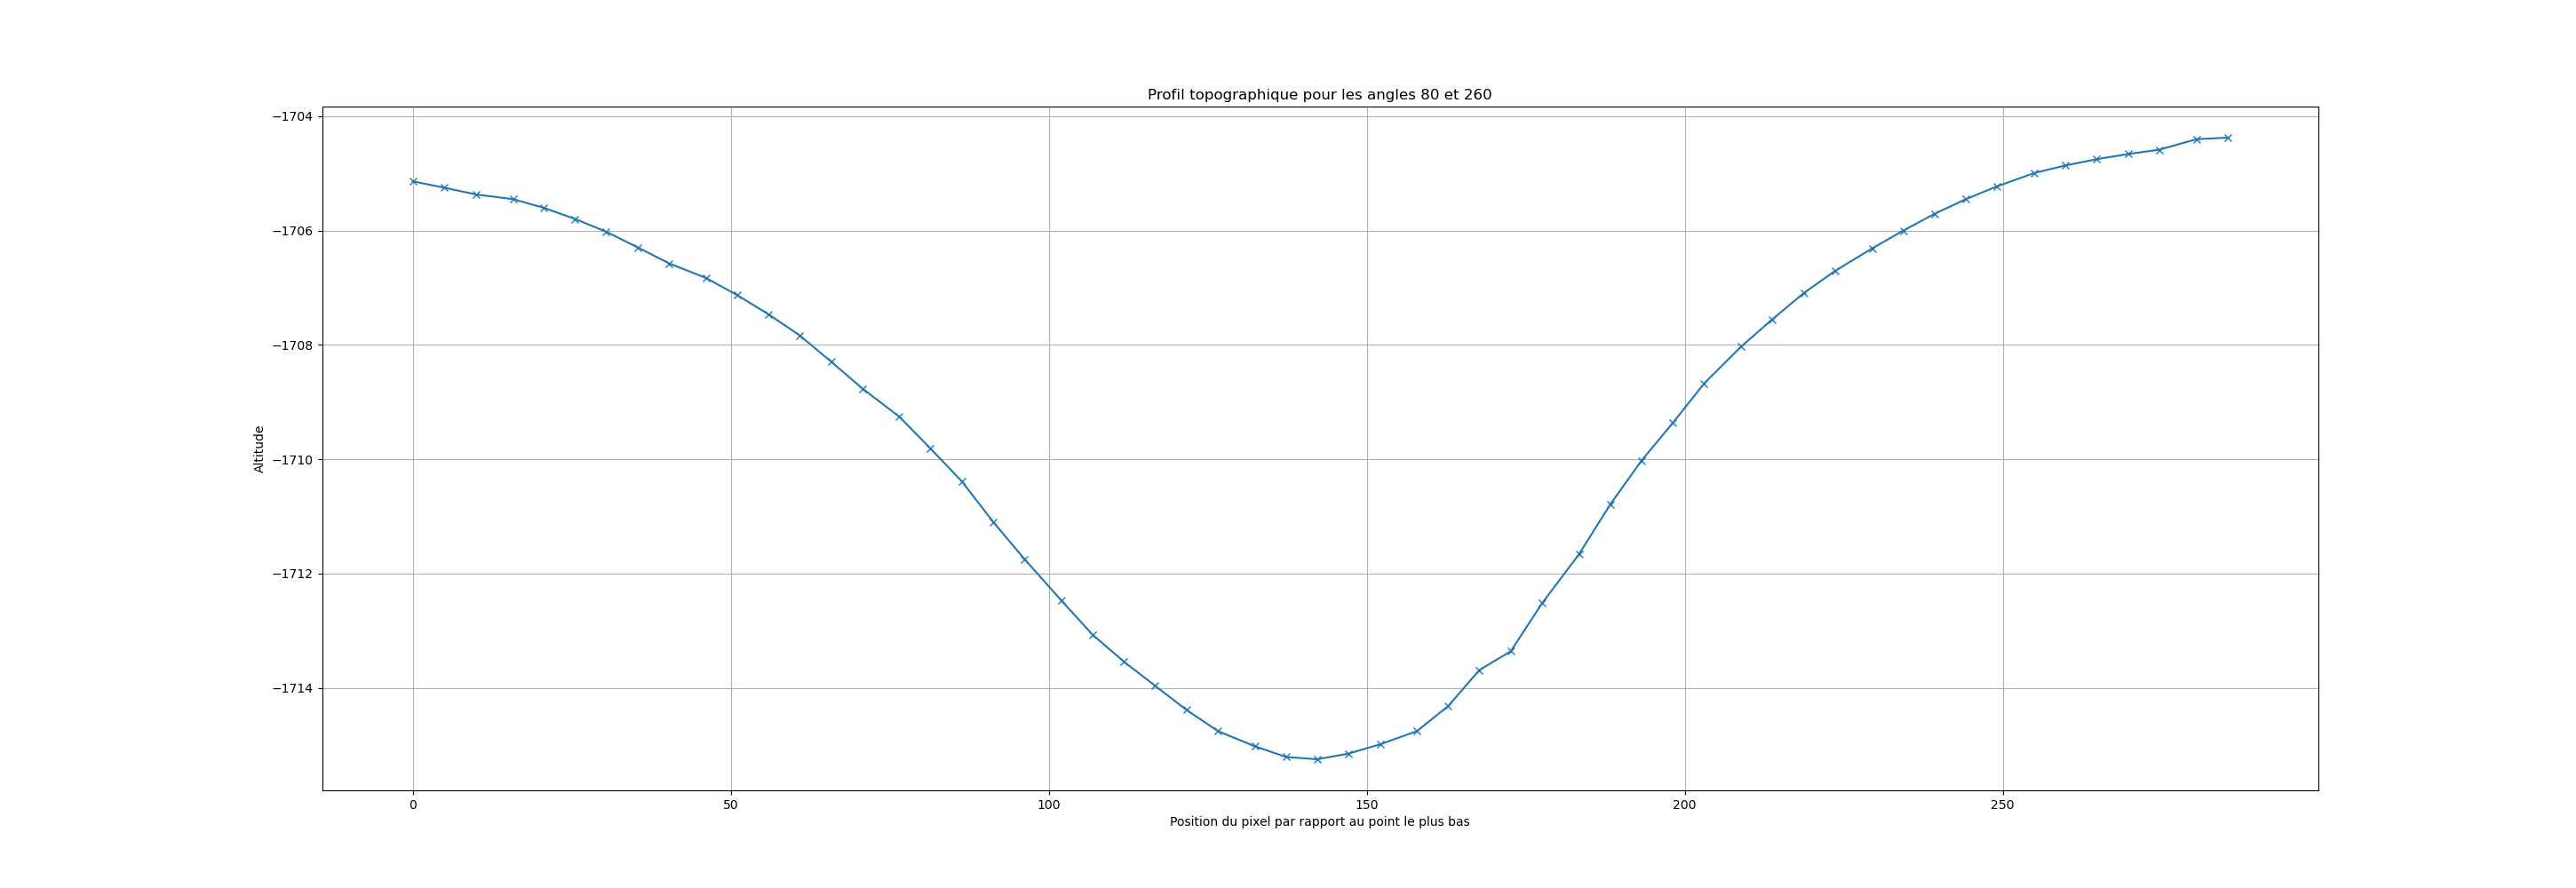 Profil topographique pour les angles 80 et 260
−1704
−1706
−1708
−1710
−1712
−1714
Altitude
0 50 100 150 200 250
Position du pixel par rapport au point le plus bas